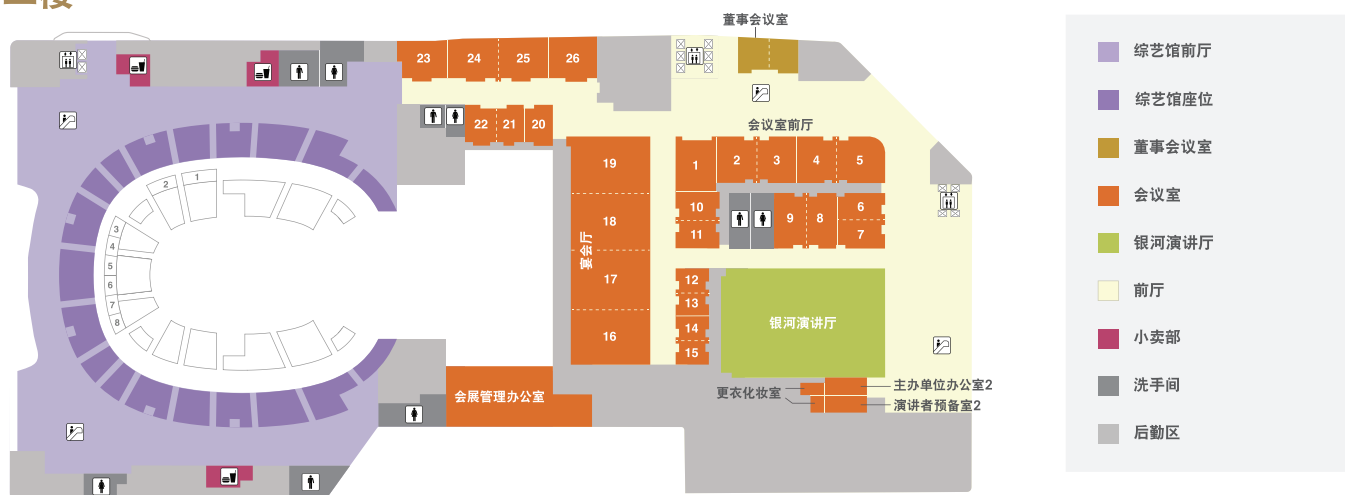 董事会议室
23
24
25
26
22
21
20
会议室前厅
19
18
17
16
宴会厅
1
2
3
4
5
10
11
9
8
6
7
12
13
14
15
银河演讲厅
2
1
3
4
5
6
7
8
会展管理办公室
更衣化妆室
主办单位办公室2
演讲者预备室2
综艺馆前厅
综艺馆座位
董事会议室
会议室
银河演讲厅
前厅
小卖部
洗手间
后勤区